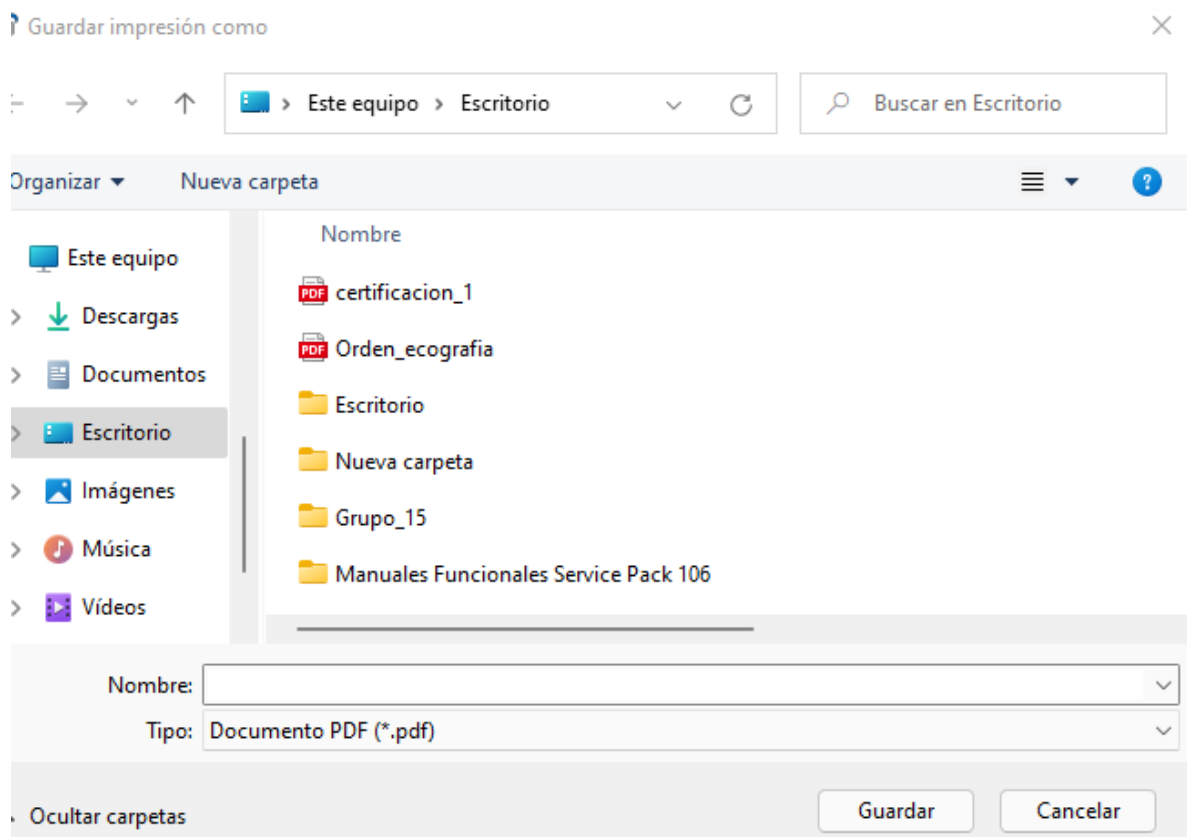 Guardar impresión como
Este equipo > Escritorio
Buscar en Escritorio
Organizar
Nueva carpeta
?
Nombre
Este equipo
Descargas
Documentos
Escritorio
Imágenes
Música
Vídeos
PDF certificacion_1
PDF Orden_ecografia
Escritorio
Nueva carpeta
Grupo_15
Manuales Funcionales Service Pack 106
Nombre:
Tipo: Documento PDF (*.pdf)
Ocultar carpetas
Guardar
Cancelar